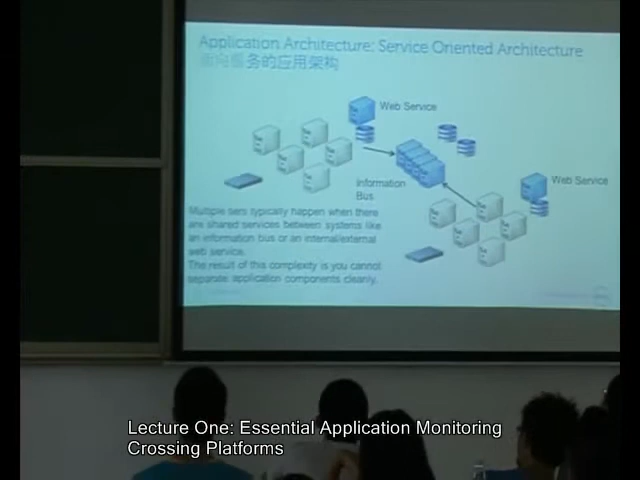 Application Architecture: Service Oriented Architecture
面向服务的应用架构
Web Service
Web Service
Information
Bus
Multiple tiers typically happen when there
are shared services between systems like
an information bus or an internal/external
web service.
The result of this complexity is you cannot
separate application components cleanly.
Lecture One: Essential Application Monitoring
Crossing Platforms